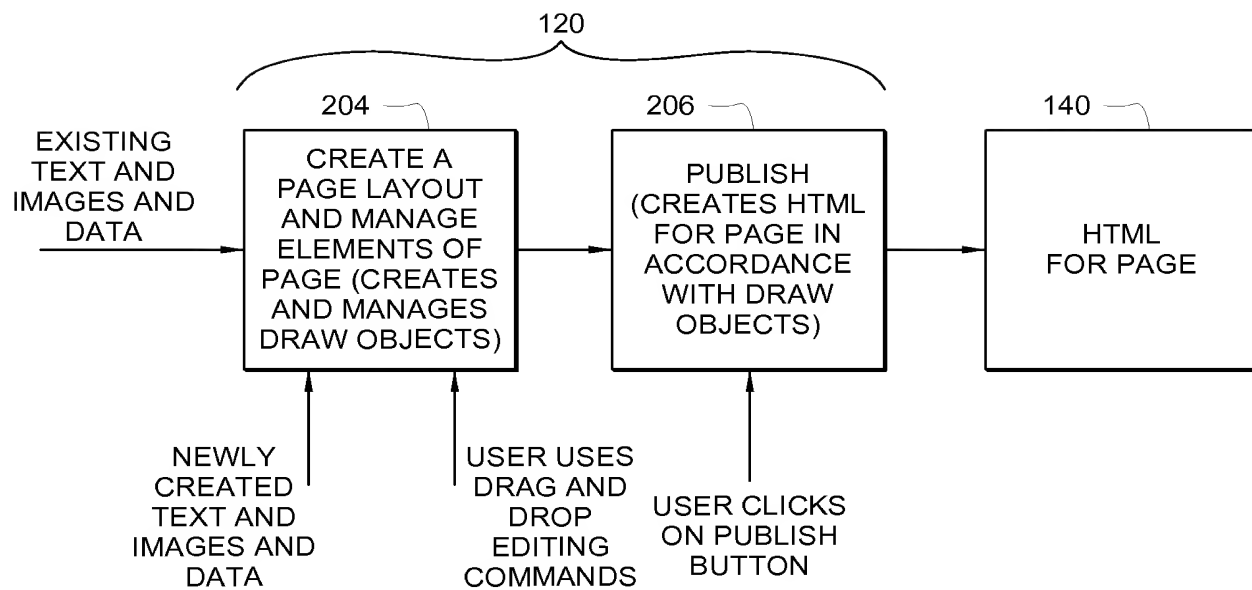 120
204
206
140
EXISTING
TEXT AND
IMAGES AND
DATA
CREATE A
PAGE LAYOUT
AND MANAGE
ELEMENTS OF
PAGE (CREATES
AND MANAGES
DRAW OBJECTS)
PUBLISH
(CREATES HTML
FOR PAGE IN
ACCORDANCE
WITH DRAW
OBJECTS)
HTML
FOR PAGE
NEWLY
CREATED
TEXT AND
IMAGES AND
DATA
USER USES
DRAG AND
DROP
EDITING
COMMANDS
USER CLICKS
ON PUBLISH
BUTTON